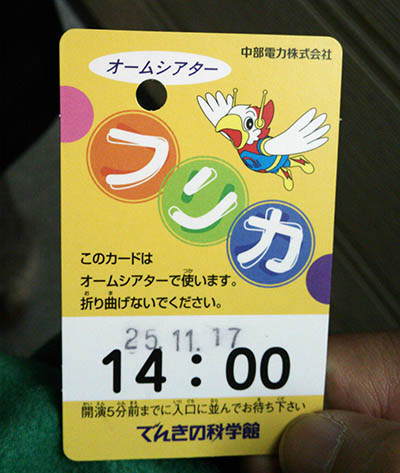 オームシアター
中部電力株式会社
フリカ
このカードは
オームシアターで使います。
折り曲げないでください。
25.11.17
14:00
開演5分前までに入口に並んでお待ち下さい
でんきの科学館